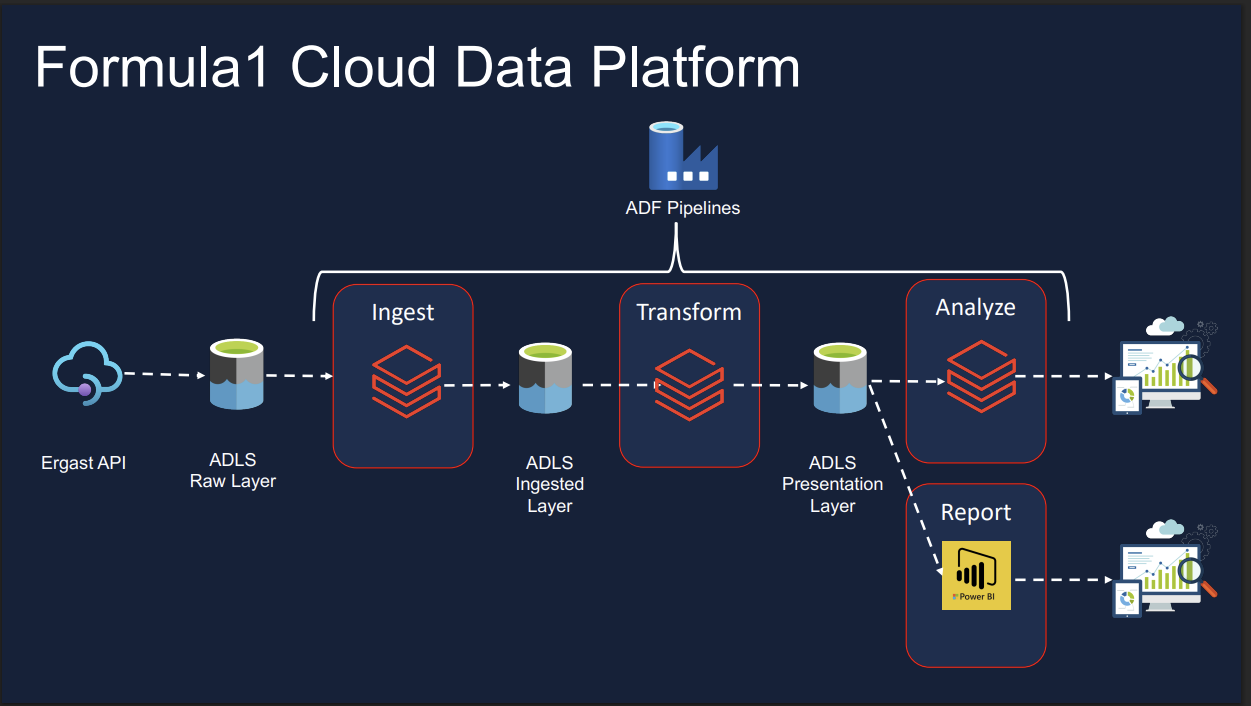 Formula1 Cloud Data Platform
ADF Pipelines
Ingest
Transform
Analyze
Ergast API
ADLS
Raw Layer
ADLS
Ingested
Layer
ADLS
Presentation
Layer
Report
Power BI